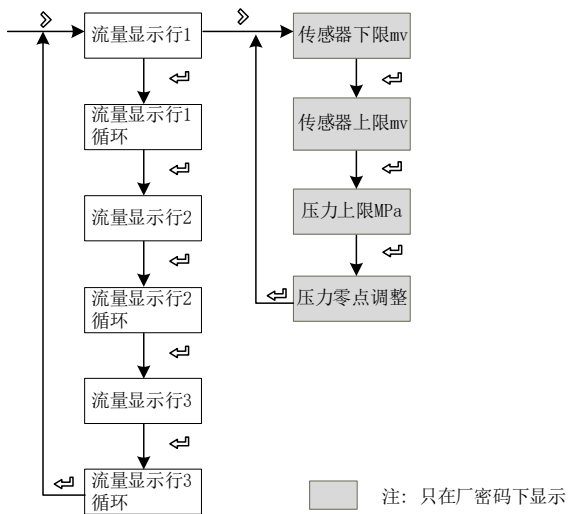 流量显示行1
流量显示行1
循环
流量显示行2
流量显示行2
循环
流量显示行3
流量显示行3
循环
传感器下限mv
传感器上限mv
压力上限MPa
压力零点调整
注: 只在厂密码下显示